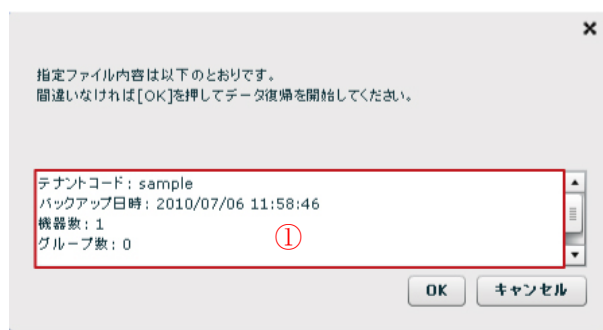 指定ファイル内容は以下のとおりです。
間違いなければ[OK]を押してデータ復帰を開始してください。
テナントコード: sample
バックアップ日時: 2010/07/06 11:58:46
機器数: 1
グループ数: 0
①
OK
キャンセル